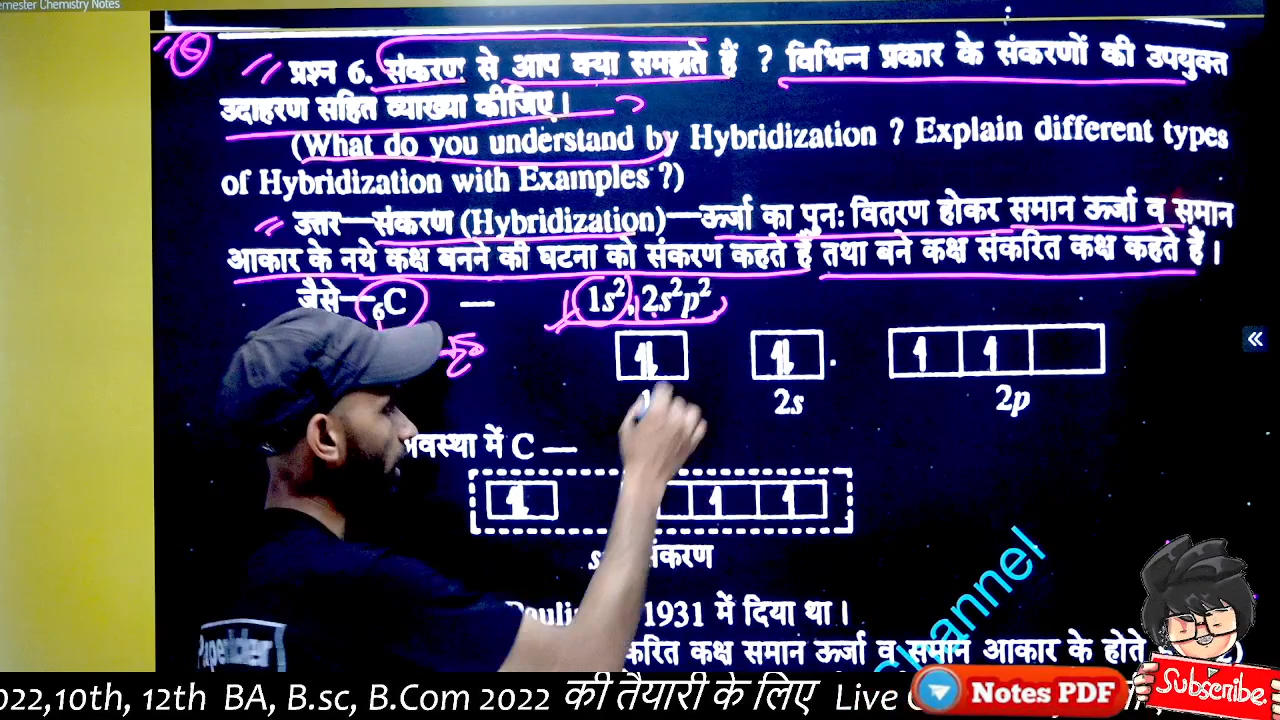 emester Chemistry Notes
6
प्रश्न 6. संकरण से आप क्या समझते हैं ? विभिन्न प्रकार के संकरणों की उपयुक्त
उदाहरण सहित व्याख्या कीजिए।
(What do you understand by Hybridization ? Explain different types
of Hybridization with Examples ?)
उत्तर—संकरण (Hybridization)—ऊर्जा का पुनः वितरण होकर समान ऊर्जा व समान
आकार के नये कक्ष बनने की घटना को संकरण कहते हैं तथा बने कक्ष संकरित कक्ष कहते हैं।
जैसे— ₆C — 1s², 2s²p²
2s 2p
अवस्था में C —
संकरण
1931 में दिया था।
करित कक्ष समान ऊर्जा व समान आकार के होते
Channel
Paperlider
022,10th, 12th BA, B.sc, B.Com 2022 की तैयारी के लिए Live
Notes PDF
Subscribe